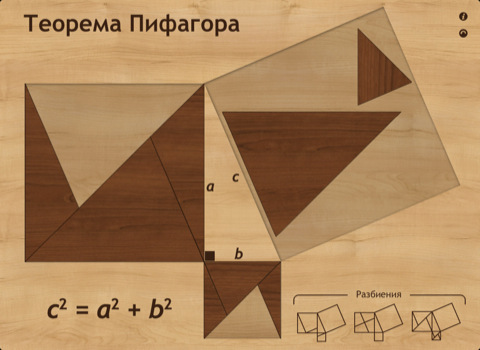 Теорема Пифагора
a
c
b
c² = a² + b²
Разбиения